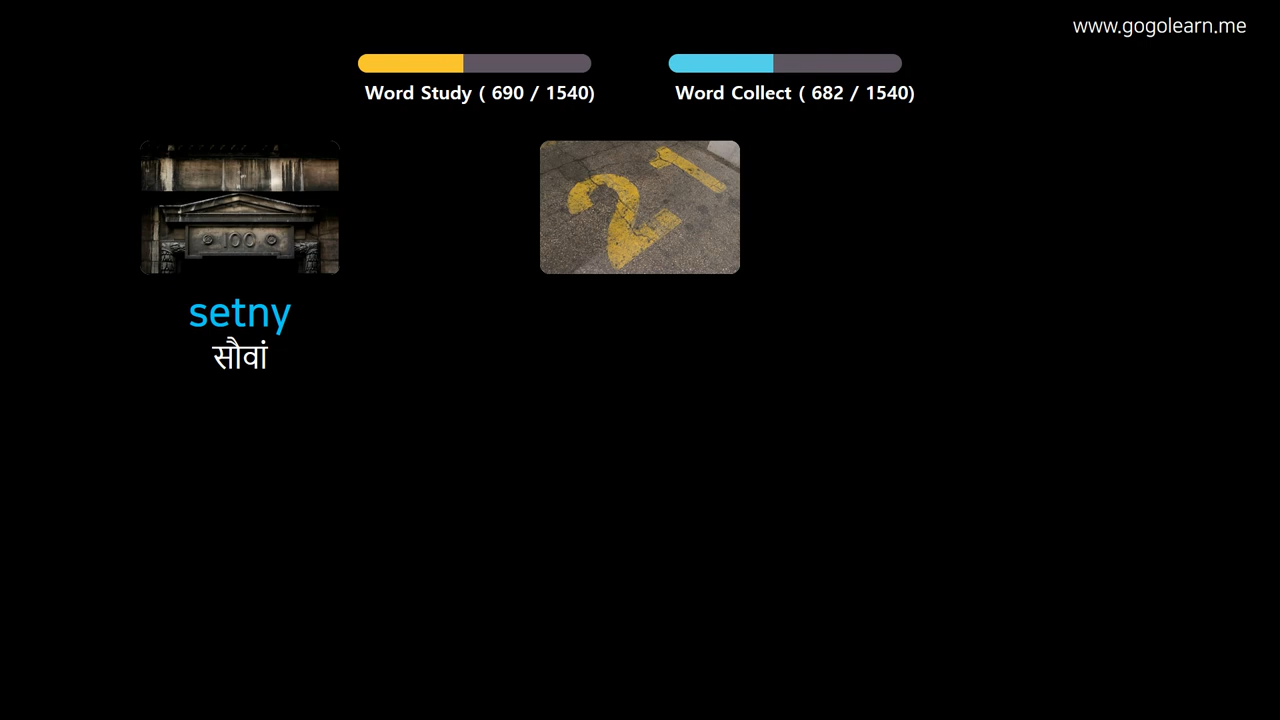 www.gogolearn.me
Word Study ( 690 / 1540)
Word Collect ( 682 / 1540)
100
21
setny
सौवां